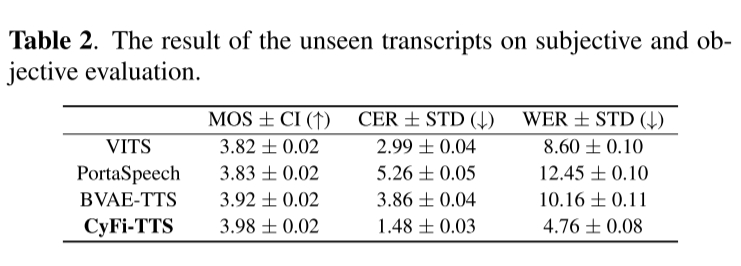 Table 2. The result of the unseen transcripts on subjective and ob-
jective evaluation.
MOS ± CI (↑) CER ± STD (↓) WER ± STD (↓)
VITS 3.82 ± 0.02 2.99 ± 0.04 8.60 ± 0.10
PortaSpeech 3.83 ± 0.02 5.26 ± 0.05 12.45 ± 0.10
BVAE-TTS 3.92 ± 0.02 3.86 ± 0.04 10.16 ± 0.11
CyFi-TTS 3.98 ± 0.02 1.48 ± 0.03 4.76 ± 0.08